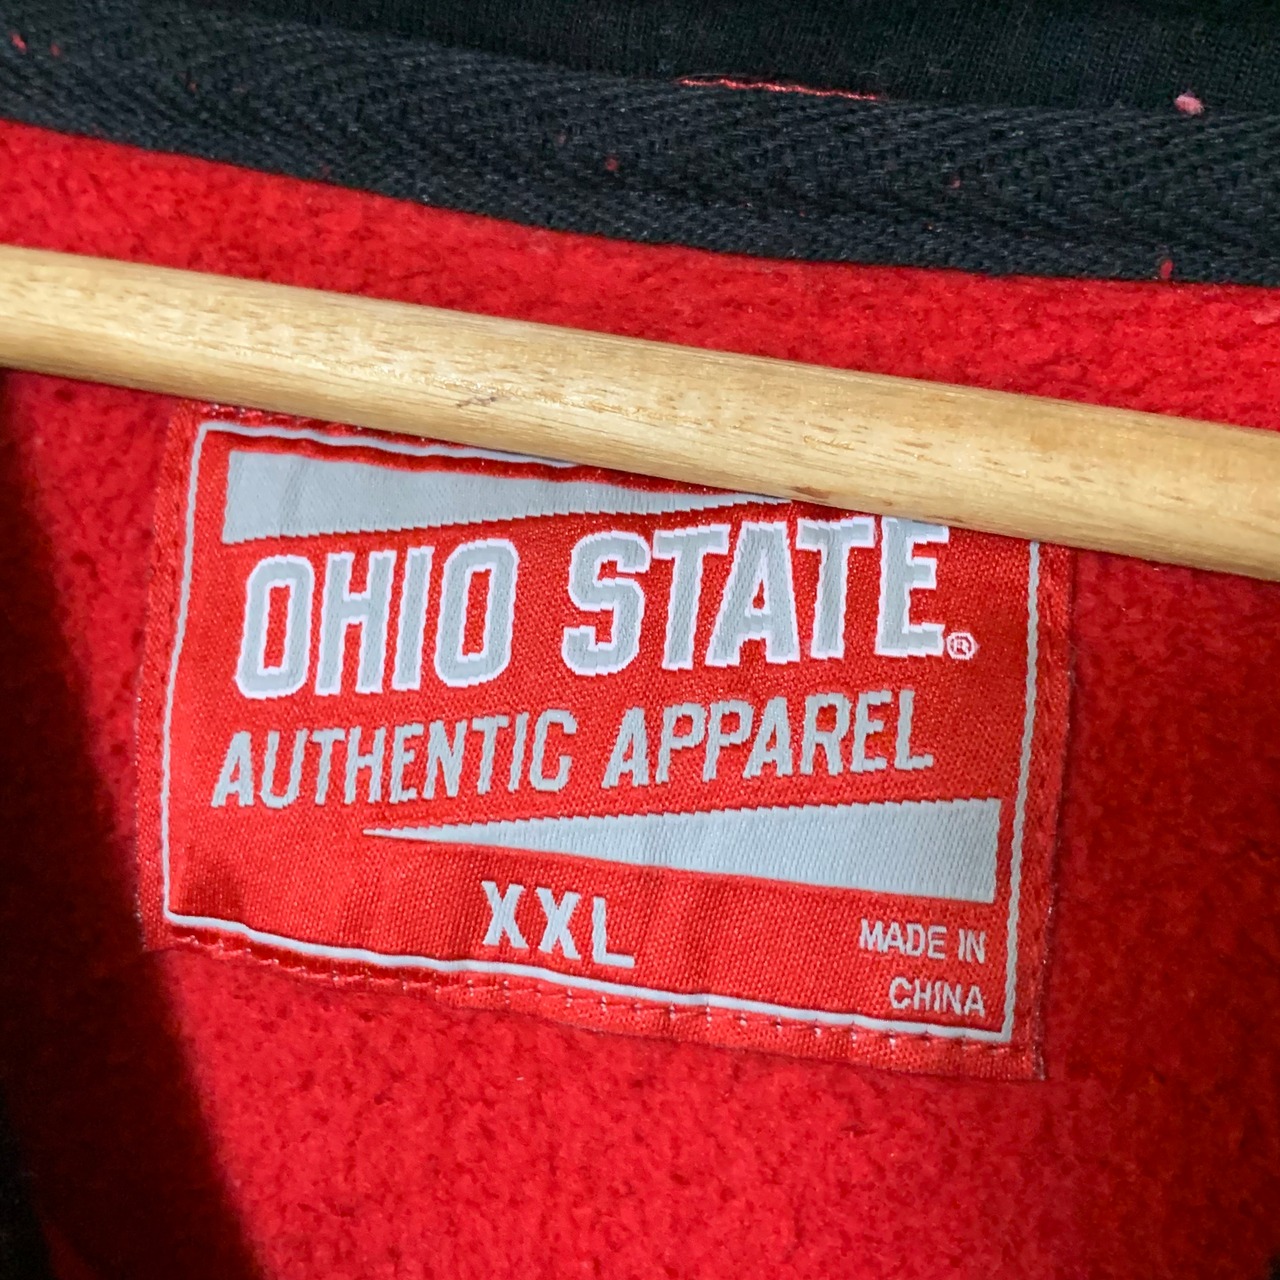 OHIO STATE®
AUTHENTIC APPAREL
XXL
MADE IN
CHINA